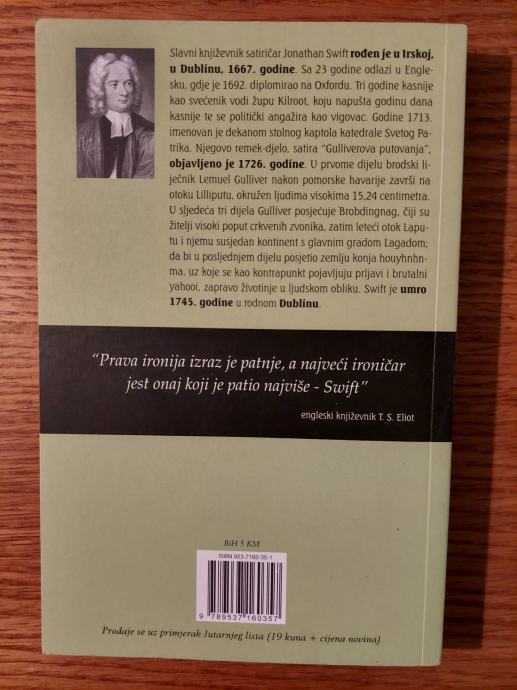 Slavni književnik satiričar Jonathan Swift rođen je u Irskoj,
u Dublinu, 1667. godine. Sa 23 godine odlazi u Engle-
sku, gdje je 1692. diplomirao na Oxfordu. Tri godine kasnije
kao svećenik vodi župu Kilroot, koju napušta godinu dana
kasnije te se politički angažira kao vigovac. Godine 1713.
imenovan je dekanom stolnog kaptola katedrale Svetog Pa-
trika. Njegovo remek-djelo, satira "Gulliverova putovanja",
objavljeno je 1726. godine. U prvome dijelu brodski li-
ječnik Lemuel Gulliver nakon pomorske havarije završi na
otoku Lilliputu, okružen ljudima visokima 15,24 centimetra.
U sljedeća tri dijela Gulliver posjećuje Brobdingnag, čiji su
žitelji visoki poput crkvenih zvonika, zatim leteći otok Lapu-
tu i njemu susjedan kontinent s glavnim gradom Lagadom;
da bi u posljednjem dijelu posjetio zemlju konja houyhnhn-
ma, uz koje se kao kontrapunkt pojavljuju prljavi i brutalni
yahooi, zapravo životinje u ljudskom obliku. Swift je umro
1745. godine u rodnom Dublinu.
"Prava ironija izraz je patnje, a najveći ironičar
jest onaj koji je patio najviše - Swift"
engleski književnik T. S. Eliot
BiH 5 KM
ISBN 953-7160-35-1
9 789537 160357
Prodaje se uz primjerak Jutarnjeg lista (19 kuna + cijena novina)